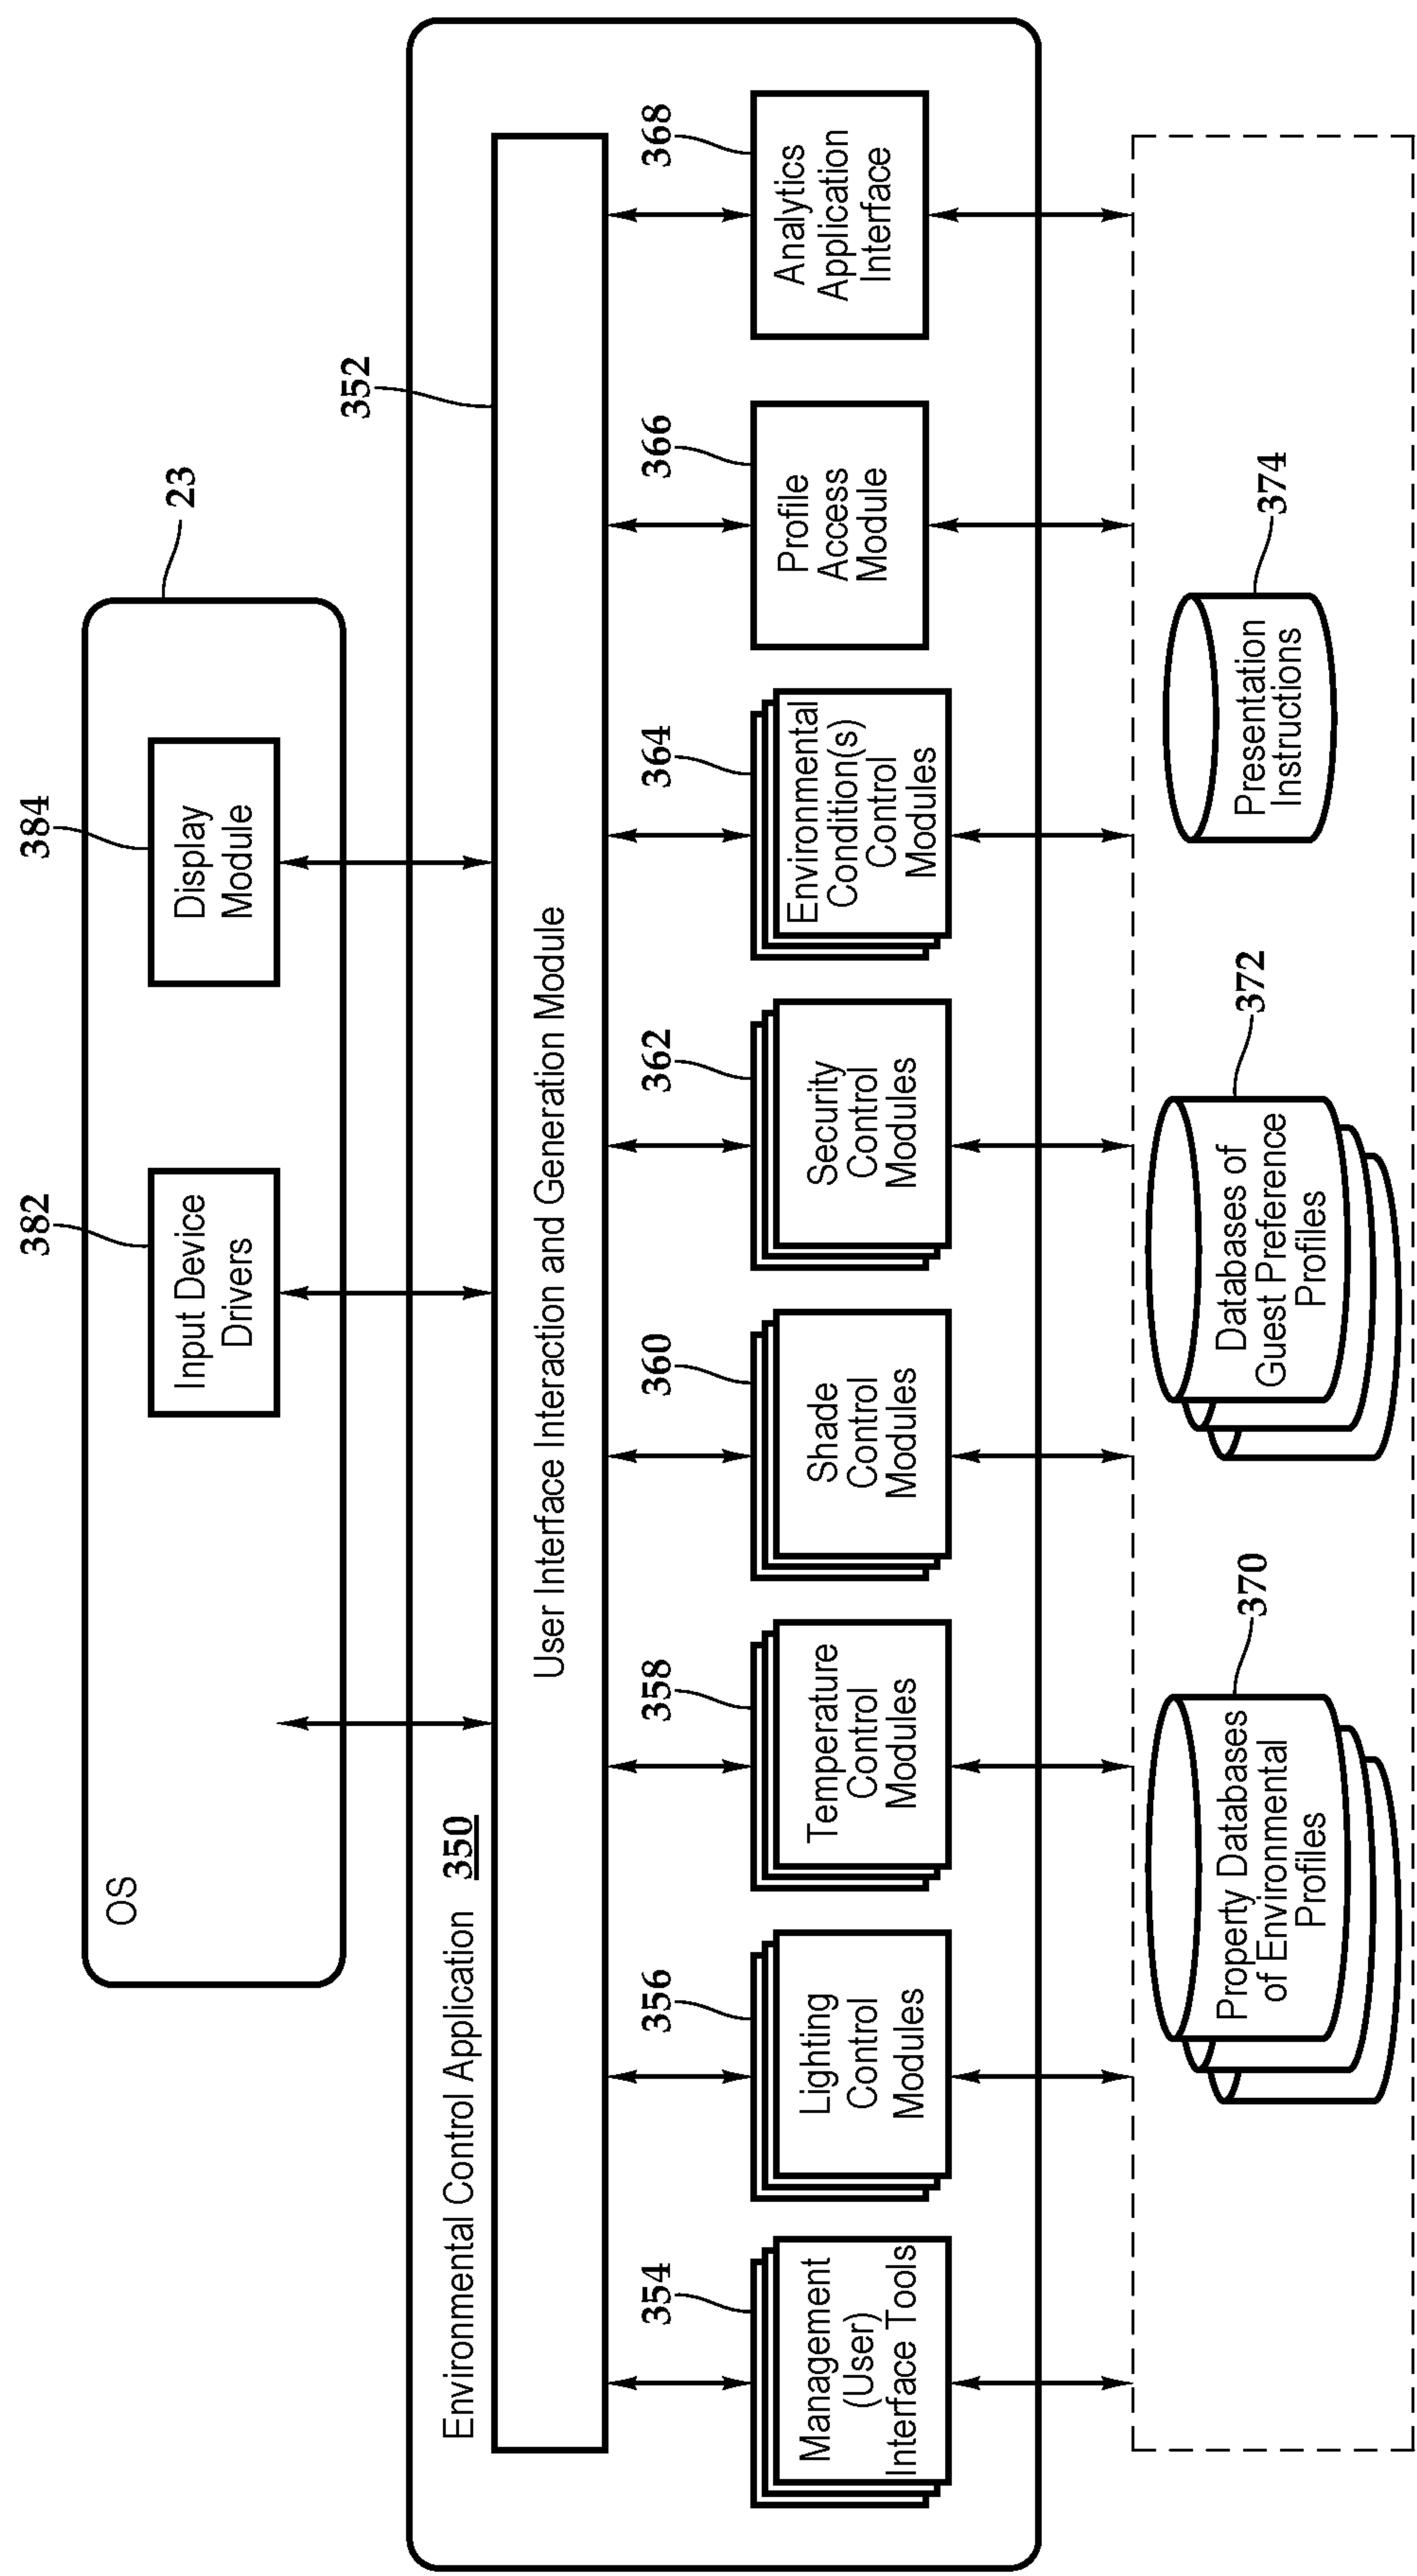 OS
23
382
Input Device
Drivers
384
Display
Module
Environmental Control Application 350
352
User Interface Interaction and Generation Module
354
Management
(User)
Interface Tools
356
Lighting
Control
Modules
358
Temperature
Control
Modules
360
Shade
Control
Modules
362
Security
Control
Modules
364
Environmental
Condition(s)
Control
Modules
366
Profile
Access
Module
368
Analytics
Application
Interface
370
Property Databases
of Environmental
Profiles
372
Databases of
Guest Preference
Profiles
374
Presentation
Instructions